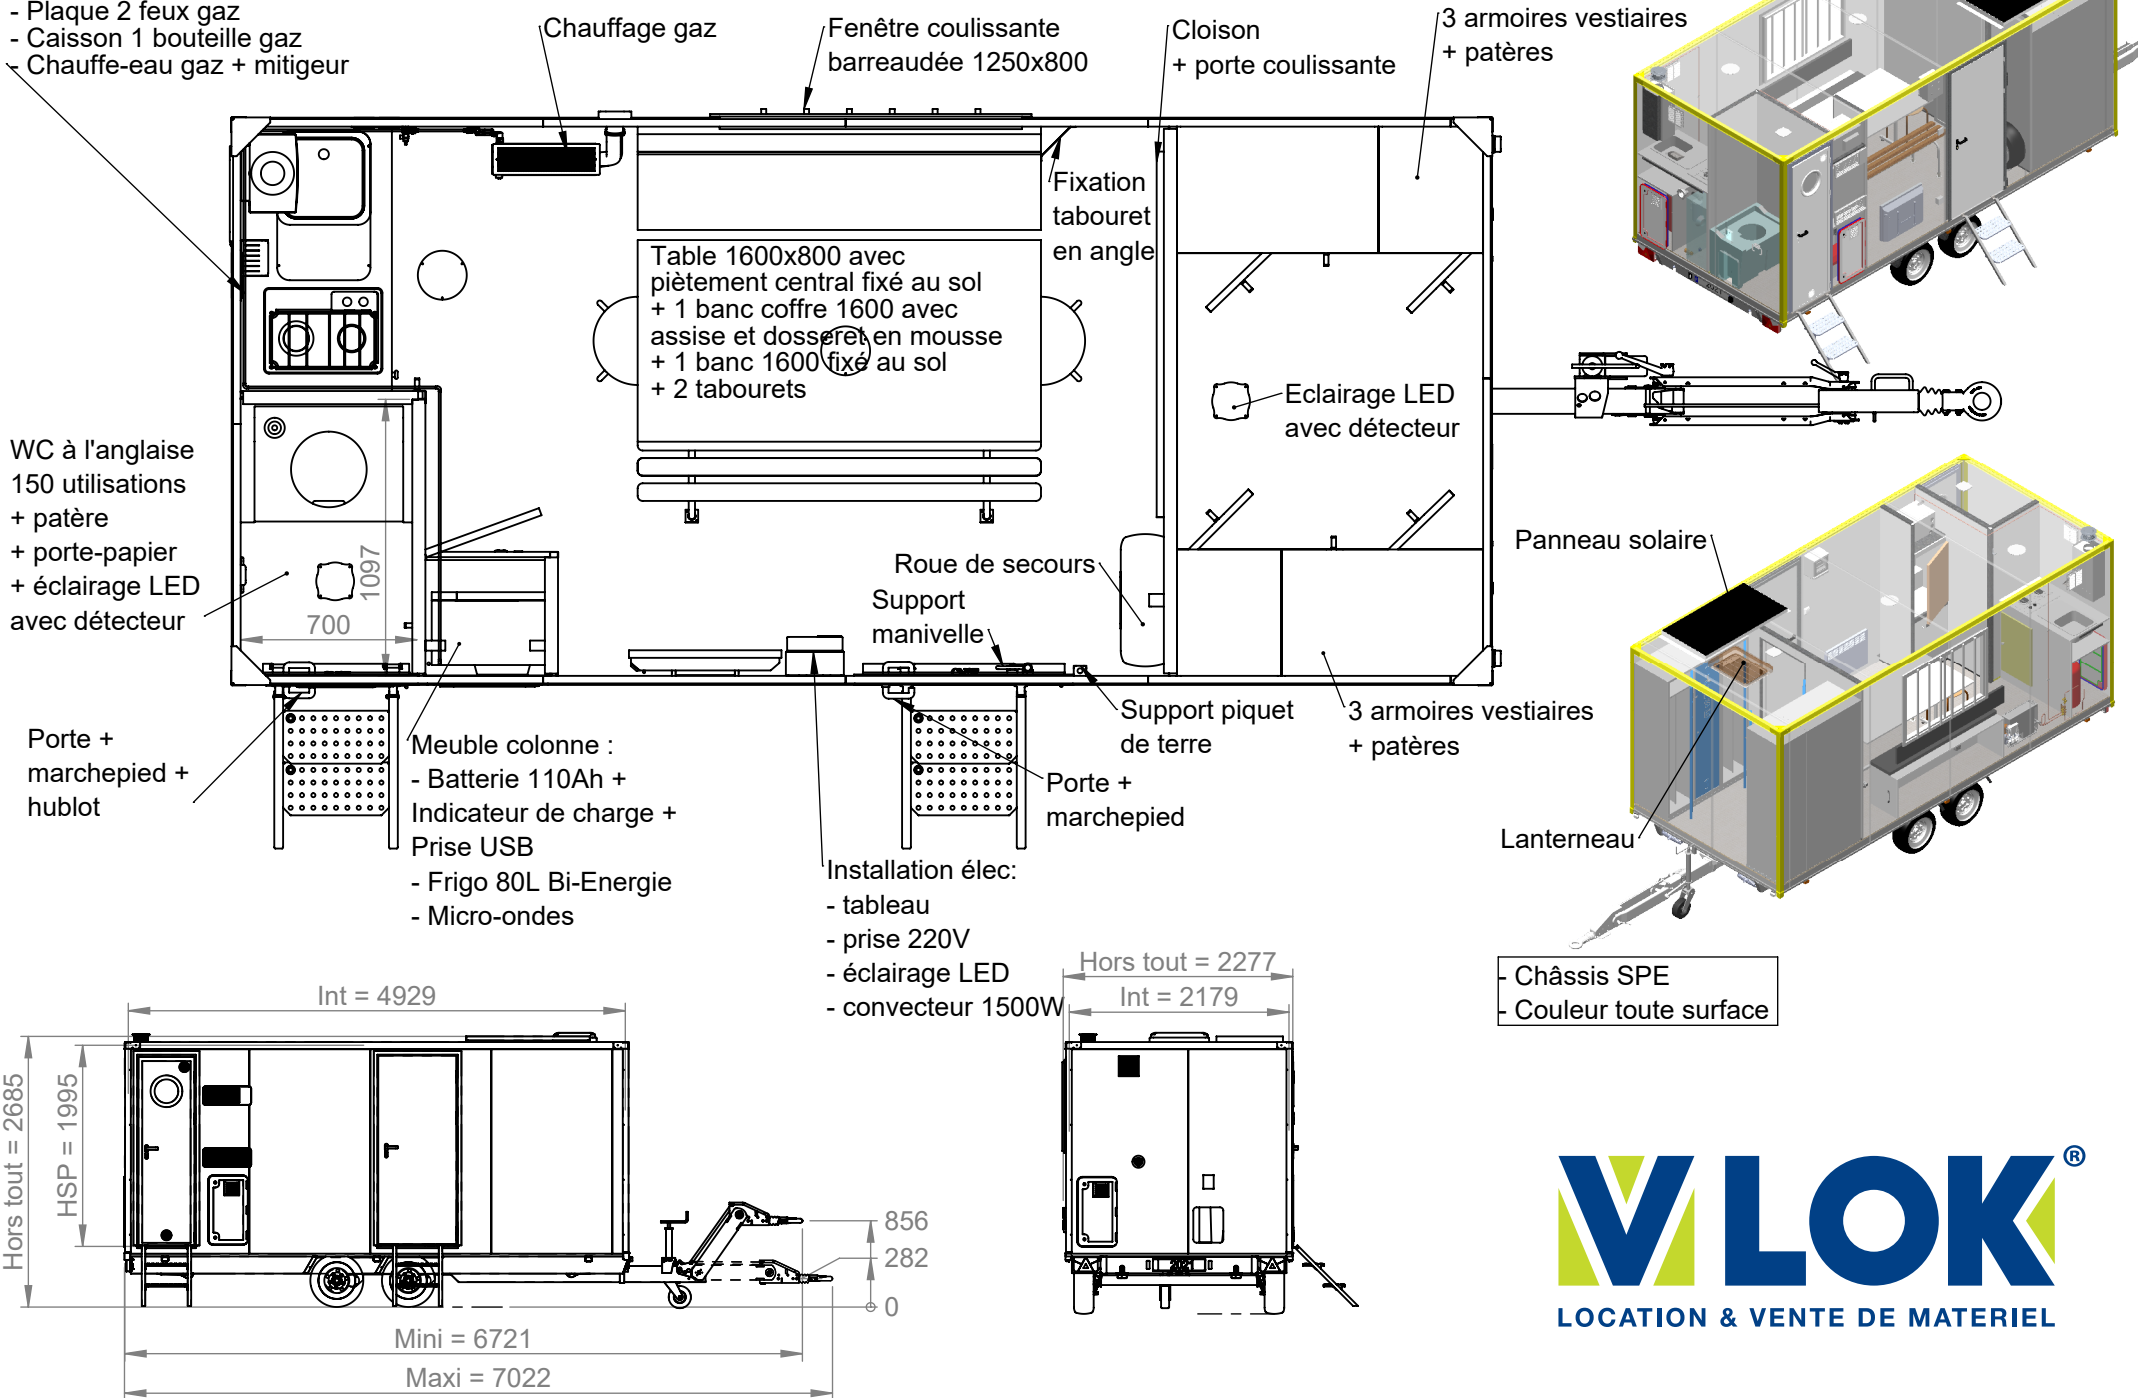 - Plaque 2 feux gaz
- Caisson 1 bouteille gaz
- Chauffe-eau gaz + mitigeur
Chauffage gaz
Fenêtre coulissante
barreaudée 1250x800
Cloison
+ porte coulissante
3 armoires vestiaires
+ patères
Fixation
tabouret
en angle
Table 1600x800 avec
piètement central fixé au sol
+ 1 banc coffre 1600 avec
assise et dosseret en mousse
+ 1 banc 1600 fixé au sol
+ 2 tabourets
Eclairage LED
avec détecteur
WC à l'anglaise
150 utilisations
+ patère
+ porte-papier
+ éclairage LED
avec détecteur
1097
700
Roue de secours
Support
manivelle
Panneau solaire
Lanterneau
Porte +
marchepied +
hublot
Meuble colonne :
- Batterie 110Ah +
Indicateur de charge +
Prise USB
- Frigo 80L Bi-Energie
- Micro-ondes
Installation élec:
- tableau
- prise 220V
- éclairage LED
- convecteur 1500W
Porte +
marchepied
Support piquet
de terre
3 armoires vestiaires
+ patères
- Châssis SPE
- Couleur toute surface
Int = 4929
Hors tout = 2685
HSP = 1995
856
282
0
Mini = 6721
Maxi = 7022
Hors tout = 2277
Int = 2179
2021
VLOK®
LOCATION & VENTE DE MATERIEL